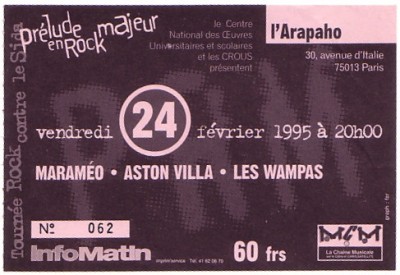 prélude majeur
en Rock
le Centre
National des Œuvres
Universitaires et scolaires
et les CROUS
présentent
l'Arapaho
30, avenue d'Italie
75013 Paris
Tournée Rock contre le Sida
vendredi 24 février 1995 à 20h00
MARAMÉO • ASTON VILLA • LES WAMPAS
No 062
InfoMatin
60 frs
MCM
La Chaîne Musicale